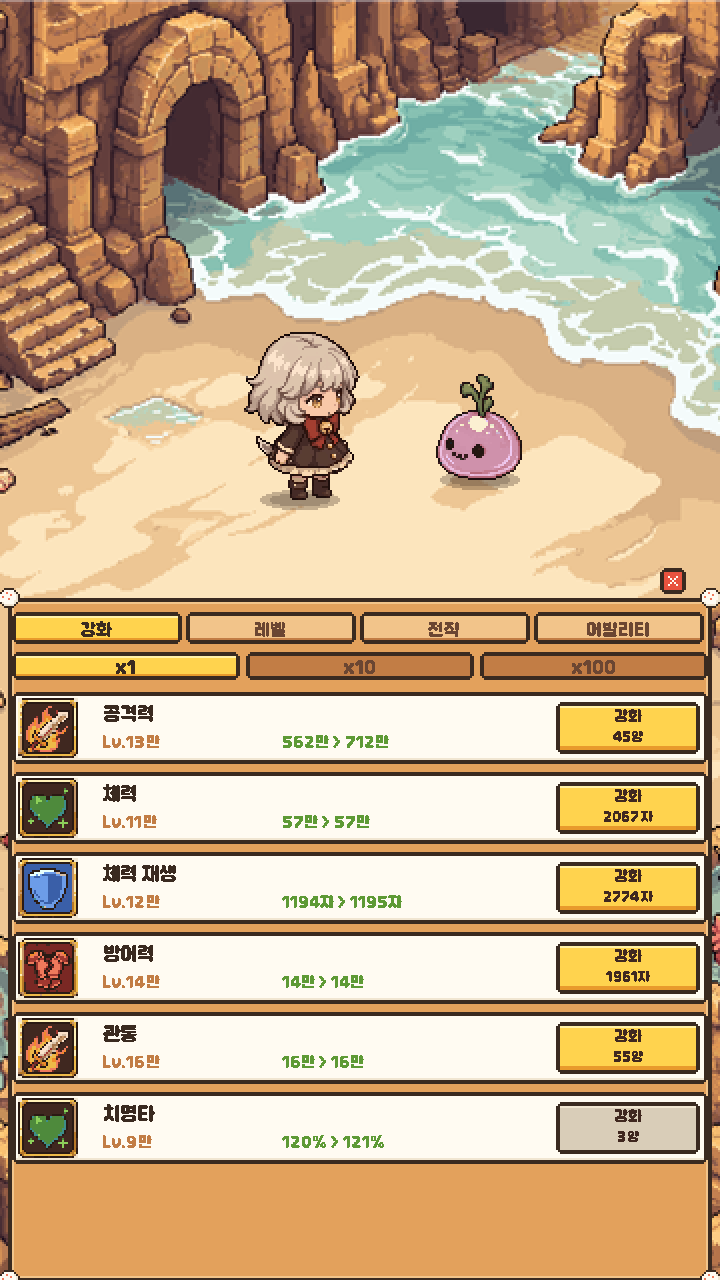 강화 레벨 전직 어빌리티
x1 x10 x100
공격력
Lv.13만 562만 > 712만
강화
45양
체력
Lv.11만 57만 > 57만
강화
2067자
체력 재생
Lv.12만 1194자 > 1195자
강화
2774자
방어력
Lv.14만 14만 > 14만
강화
1961자
관통
Lv.16만 16만 > 16만
강화
55양
치명타
Lv.9만 120% > 121%
강화
3양